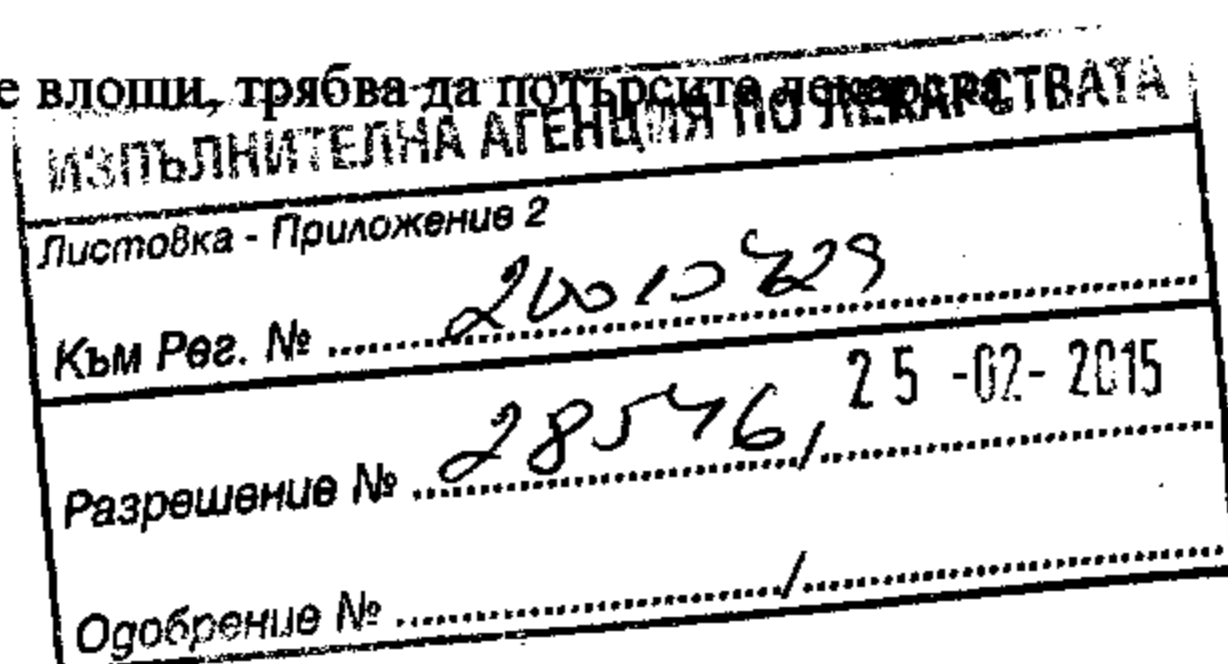 е влоши, трябва да потърсите
ИЗПЪЛНИТЕЛНА АГЕНЦИЯ ПО ЛЕКАРСТВАТА
Листовка - Приложение 2
Към Рег. № 20010729
25 -02- 2015
Разрешение № 28546, /
Одобрение № /